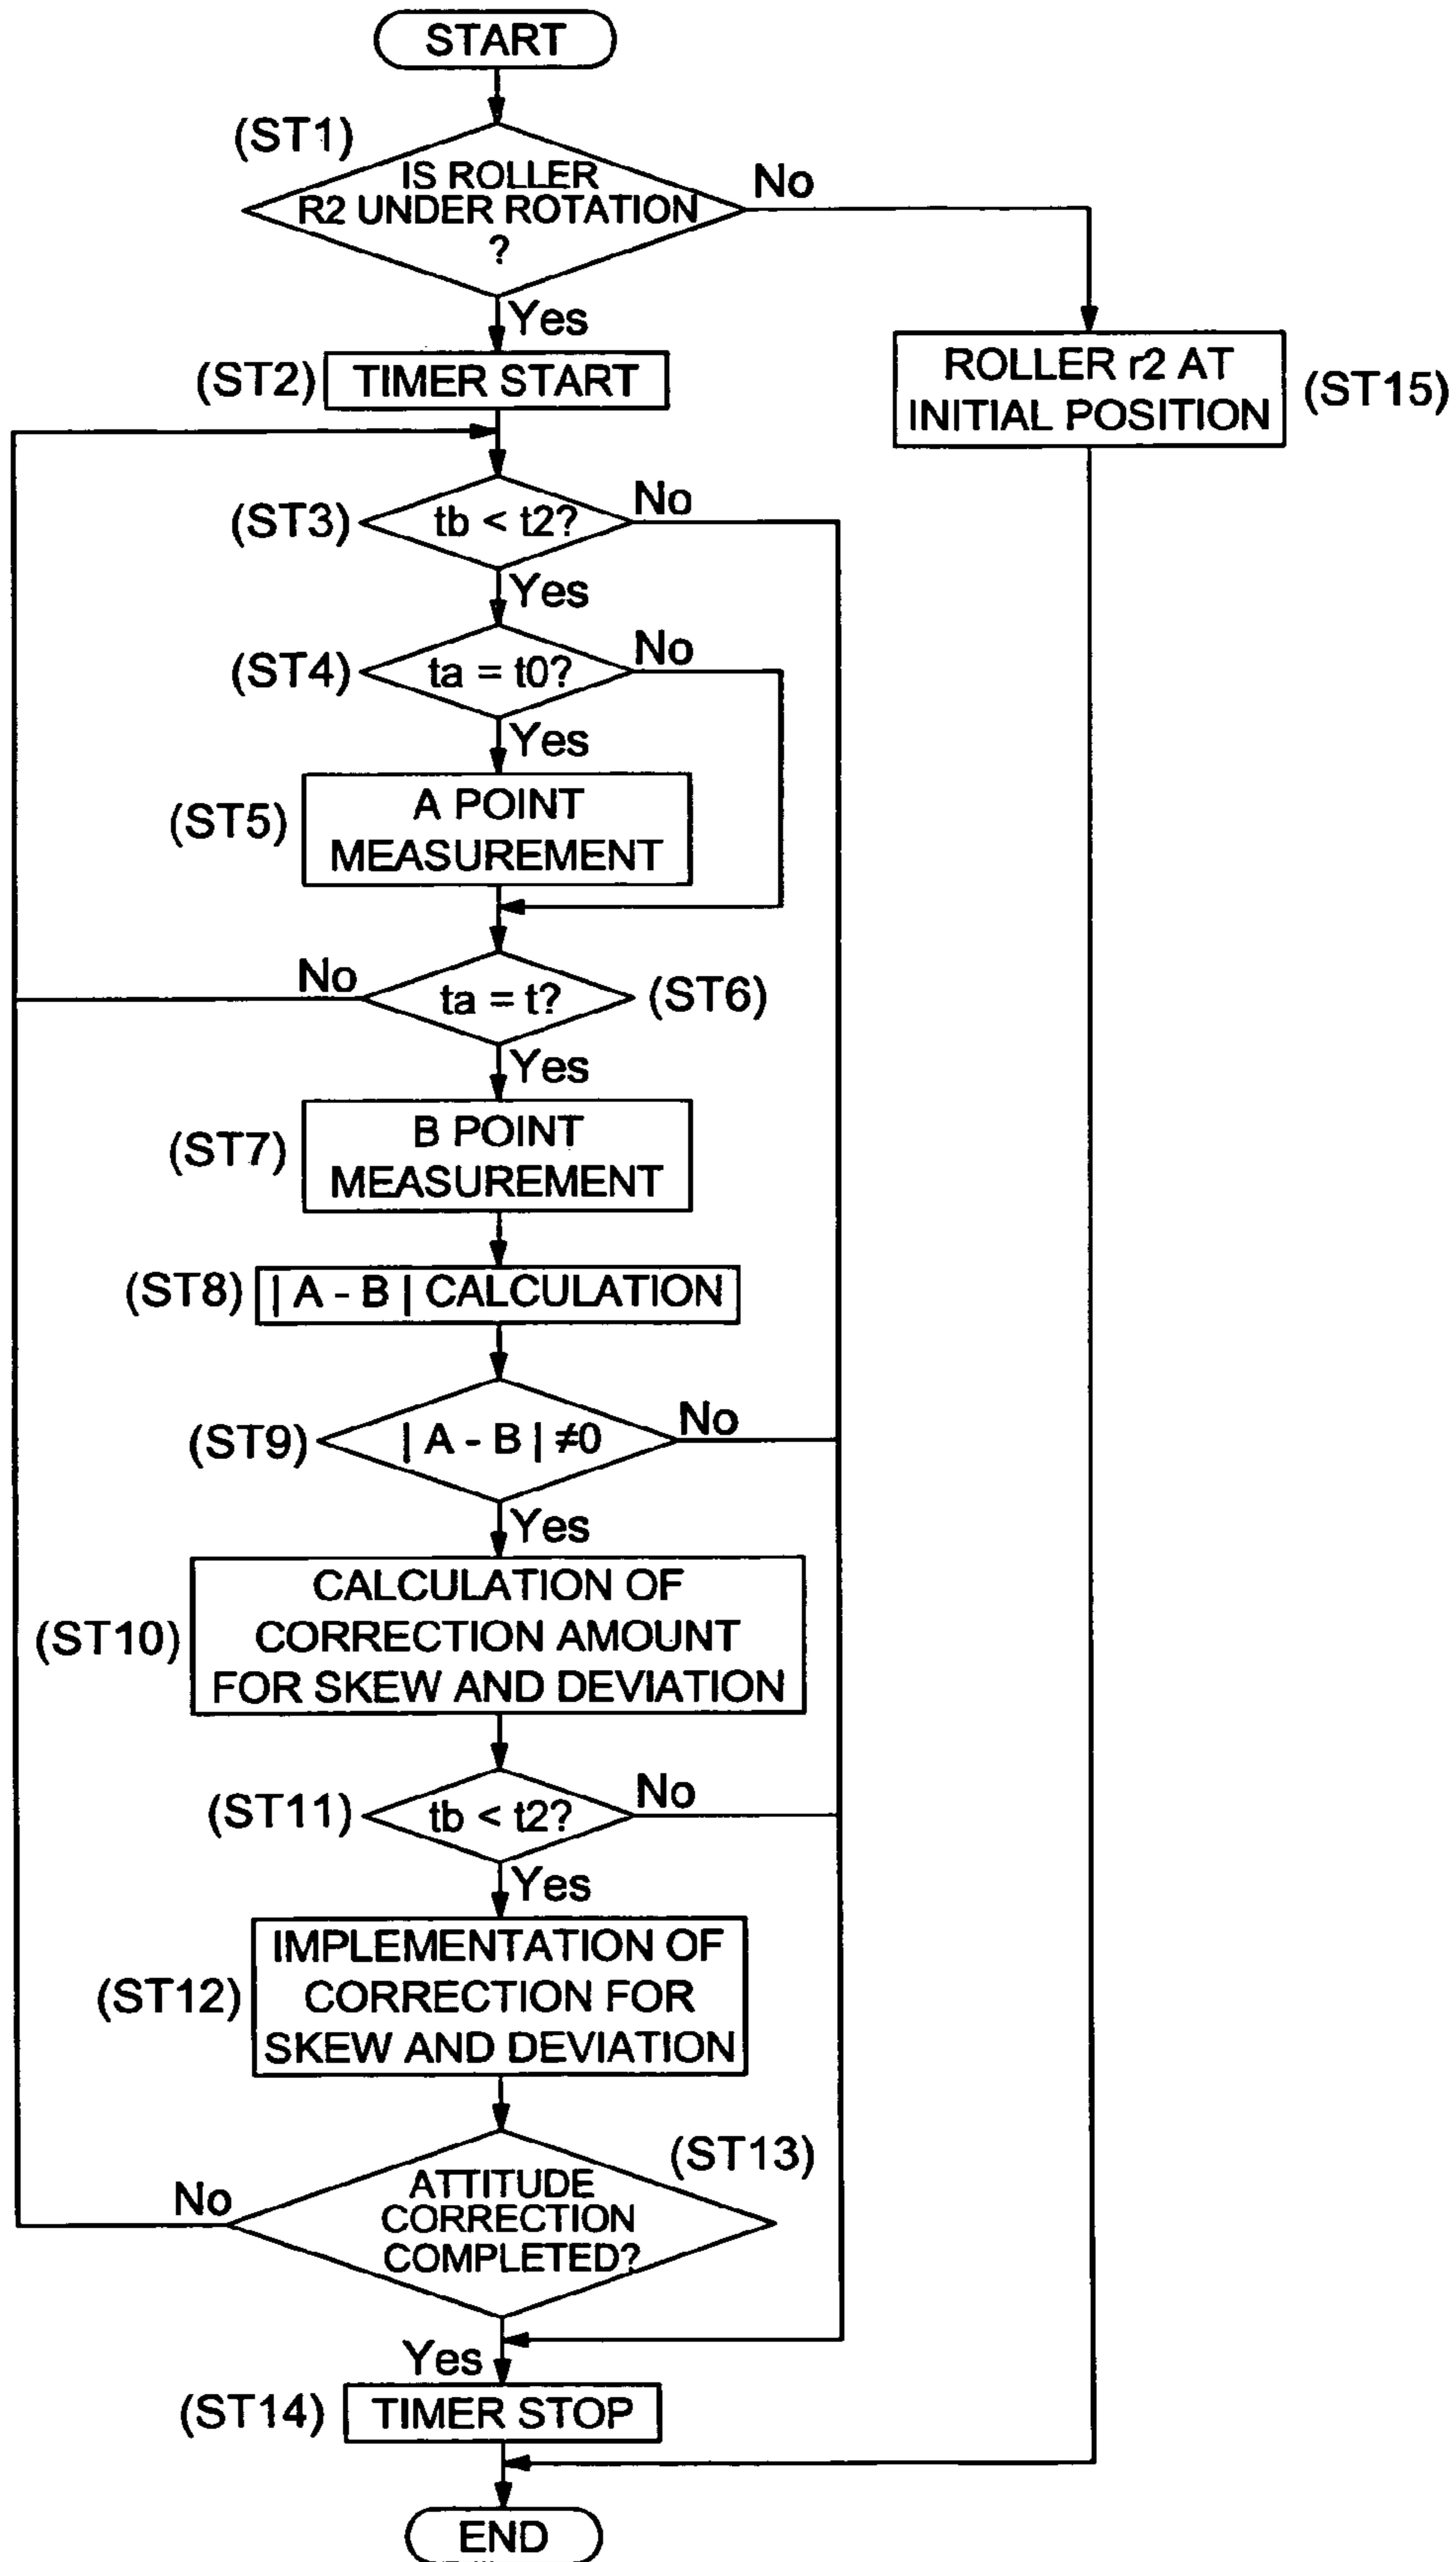 START
(ST1)
IS ROLLER
R2 UNDER ROTATION
?
No
Yes
(ST2)
TIMER START
ROLLER r2 AT
INITIAL POSITION
(ST15)
(ST3)
tb < t2?
No
Yes
(ST4)
ta = t0?
No
Yes
(ST5)
A POINT
MEASUREMENT
No
ta = t?
(ST6)
Yes
(ST7)
B POINT
MEASUREMENT
(ST8)
| A - B | CALCULATION
(ST9)
| A - B | ≠0
No
Yes
(ST10)
CALCULATION OF
CORRECTION AMOUNT
FOR SKEW AND DEVIATION
(ST11)
tb < t2?
No
Yes
(ST12)
IMPLEMENTATION OF
CORRECTION FOR
SKEW AND DEVIATION
(ST13)
No
ATTITUDE
CORRECTION
COMPLETED?
Yes
(ST14)
TIMER STOP
END